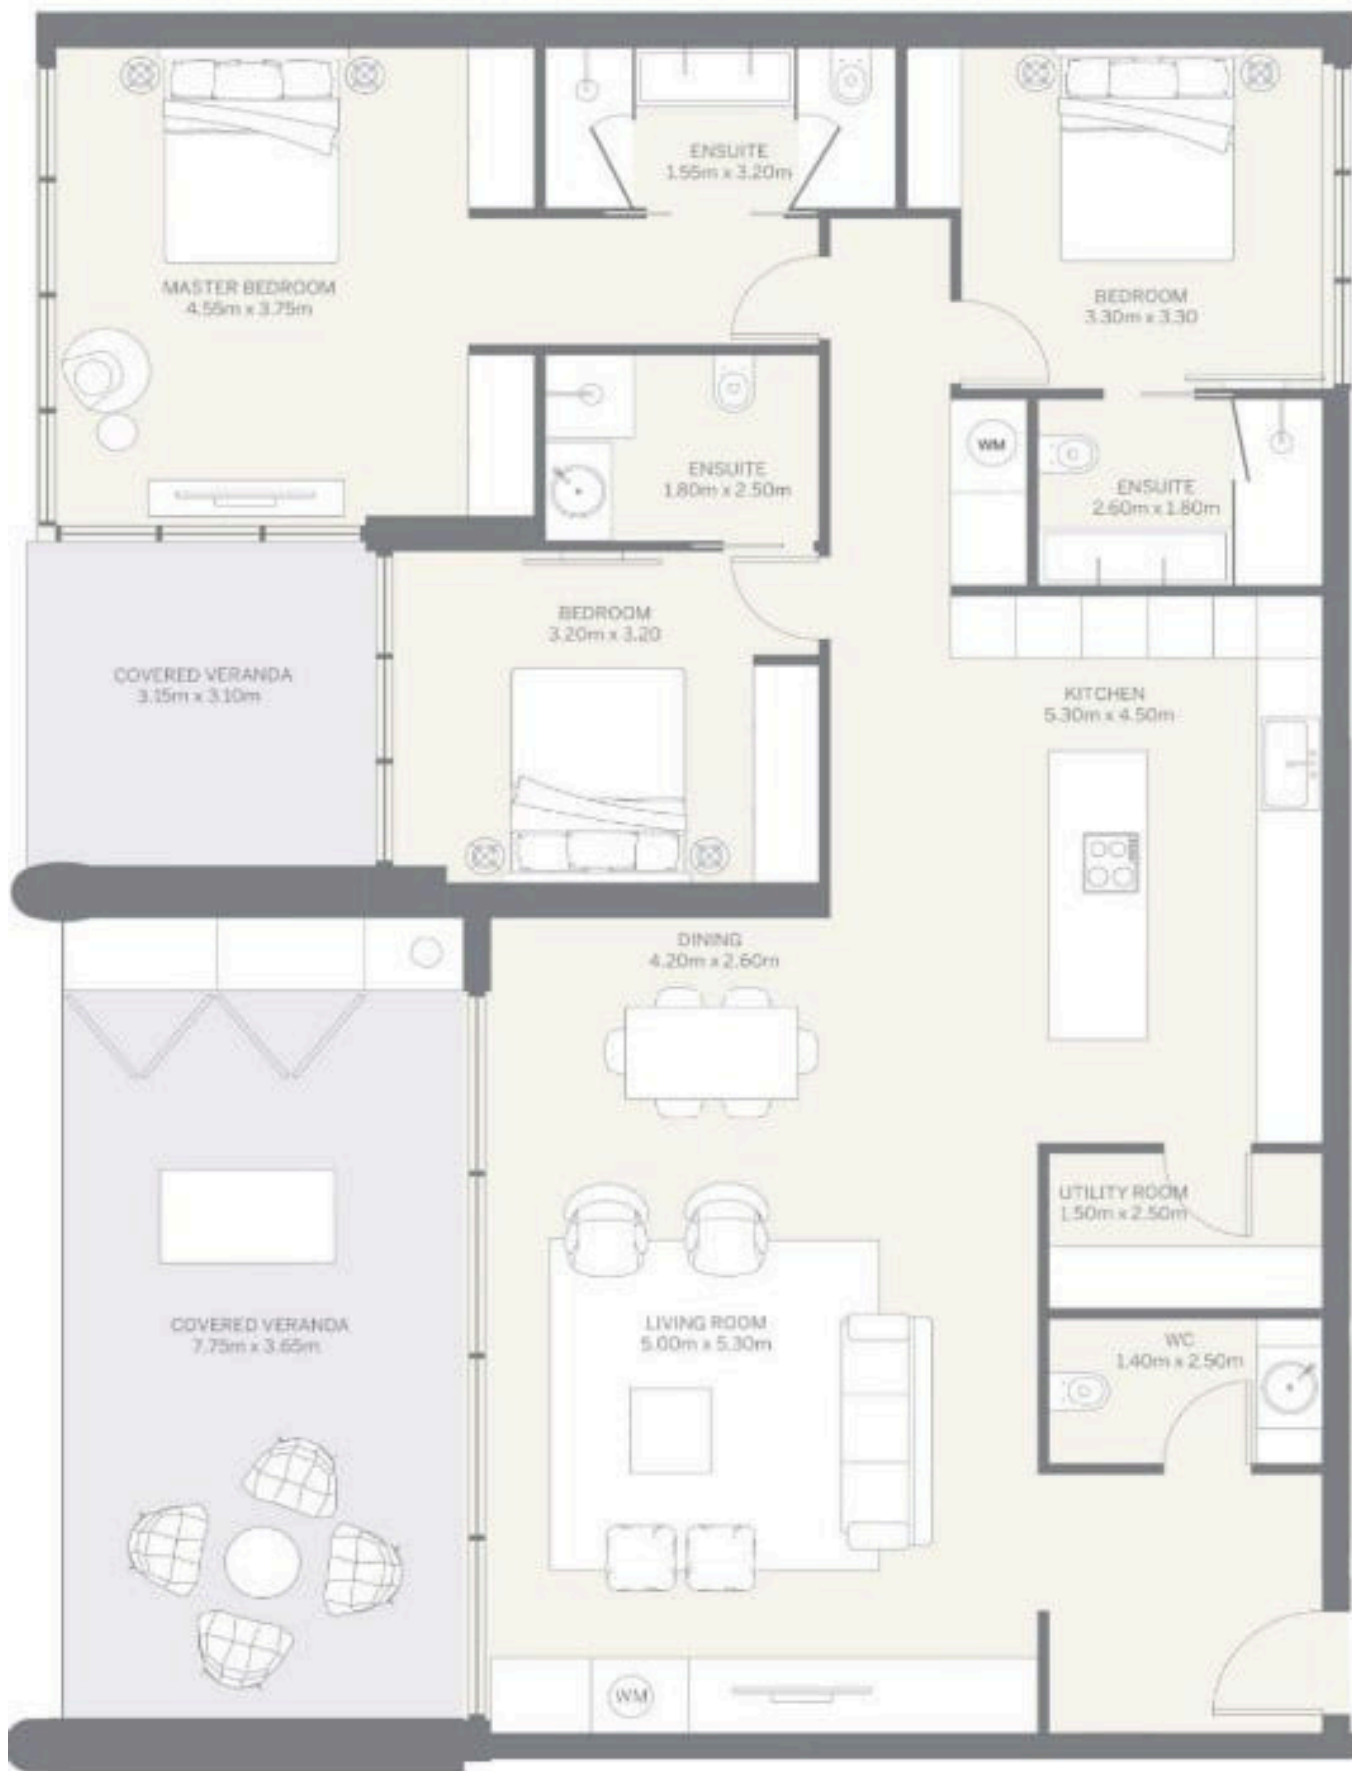 ENSUITE
1.55m x 3.20m
MASTER BEDROOM
4.55m x 3.75m
BEDROOM
3.30m x 3.30
WM
ENSUITE
1.80m x 2.50m
ENSUITE
2.60m x 1.80m
BEDROOM
3.20m x 3.20
COVERED VERANDA
3.15m x 3.10m
KITCHEN
5.30m x 4.50m
DINING
4.20m x 2.60m
UTILITY ROOM
1.50m x 2.50m
COVERED VERANDA
7.75m x 3.65m
LIVING ROOM
5.00m x 5.30m
WC
1.40m x 2.50m
WM